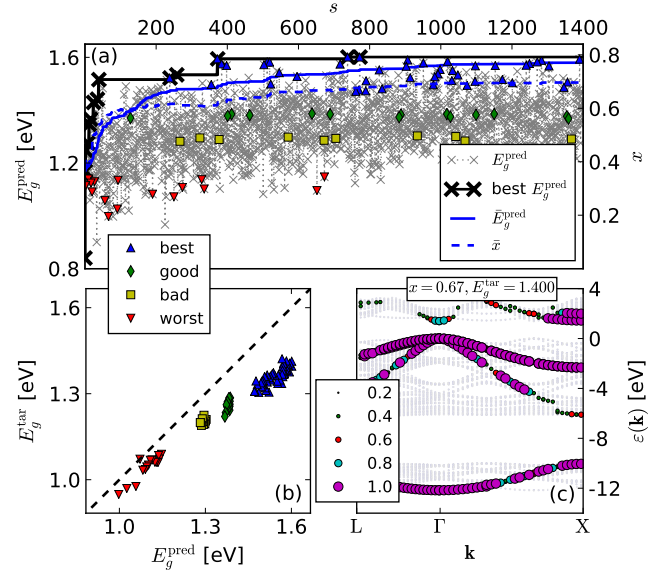 s
200 400 600 800 1000 1200 1400
(a)
1.6
1.2
0.8
E_g^pred [eV]
0.8
0.6
0.4
0.2
x
E_g^pred
best E_g^pred
Ē_g^pred
x̄
best
good
bad
worst
1.6
1.3
1.0
E_g^tar [eV]
1.0 1.3 1.6
E_g^pred [eV]
(b)
x = 0.67, E_g^tar = 1.400
4
0
-4
-8
-12
ε(k) [eV]
0.2
0.4
0.6
0.8
1.0
(c)
L Γ X
k